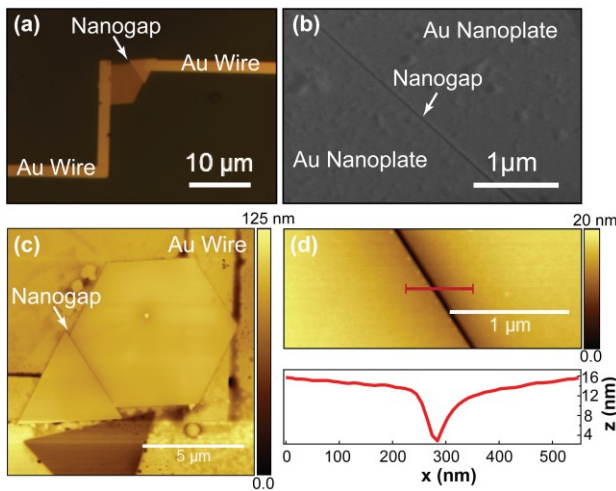 (a)
Nanogap
Au Wire
Au Wire
10 μm
(b)
Au Nanoplate
Nanogap
Au Nanoplate
1μm
(c)
Au Wire
Nanogap
5 μm
125 nm
0.0
(d)
1 μm
20 nm
0.0
16
12
8
4
z (nm)
0 100 200 300 400 500
x (nm)